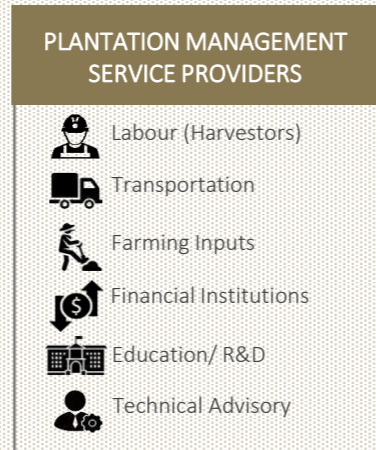 PLANTATION MANAGEMENT
SERVICE PROVIDERS
Labour (Harvestors)
Transportation
Farming Inputs
Financial Institutions
Education/ R&D
Technical Advisory